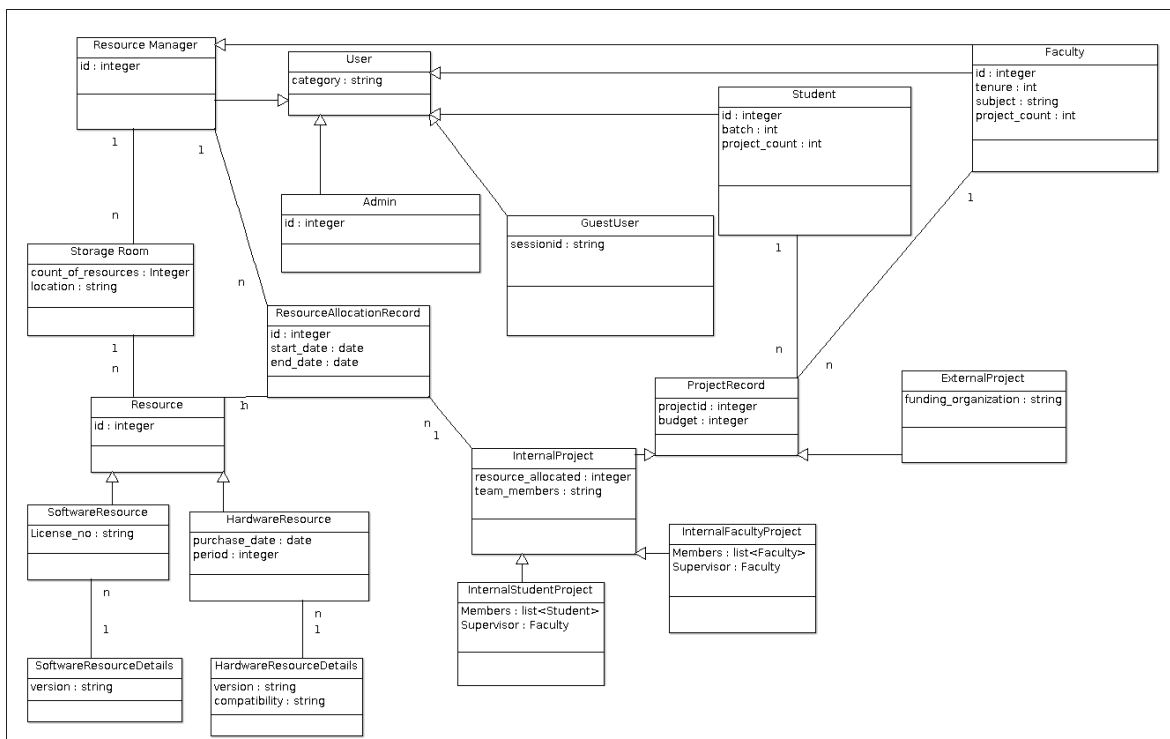 Resource Manager
id : integer
User
category : string
Faculty
id : integer
tenure : int
subject : string
project_count : int
Student
id : integer
batch : int
project_count : int
1
1
n
Admin
id : integer
GuestUser
sessionid : string
1
1
Storage Room
count_of_resources : Integer
location : string
n
ResourceAllocationRecord
id : integer
start_date : date
end_date : date
1
n
n
n
Resource
id : integer
1
n
n
1
ProjectRecord
projectid : integer
budget : integer
ExternalProject
funding_organization : string
InternalProject
resource_allocated : integer
team_members : string
SoftwareResource
License_no : string
HardwareResource
purchase_date : date
period : integer
InternalFacultyProject
Members : list<Faculty>
Supervisor : Faculty
InternalStudentProject
Members : list<Student>
Supervisor : Faculty
n
1
n
1
SoftwareResourceDetails
version : string
HardwareResourceDetails
version : string
compatibility : string